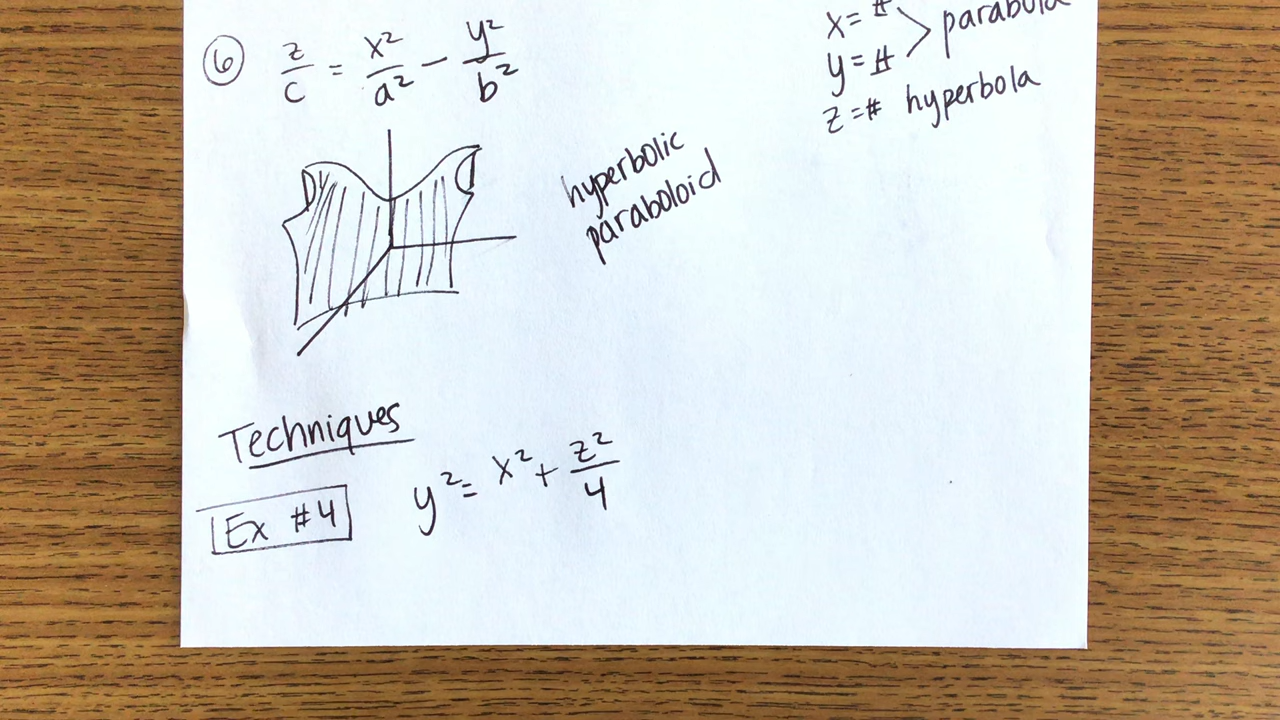 ⑥ z/c = x²/a² − y²/b²
x = #
y = # > parabola
z = # hyperbola
hyperbolic
paraboloid
Techniques
Ex #4 y² = x² + z²/4